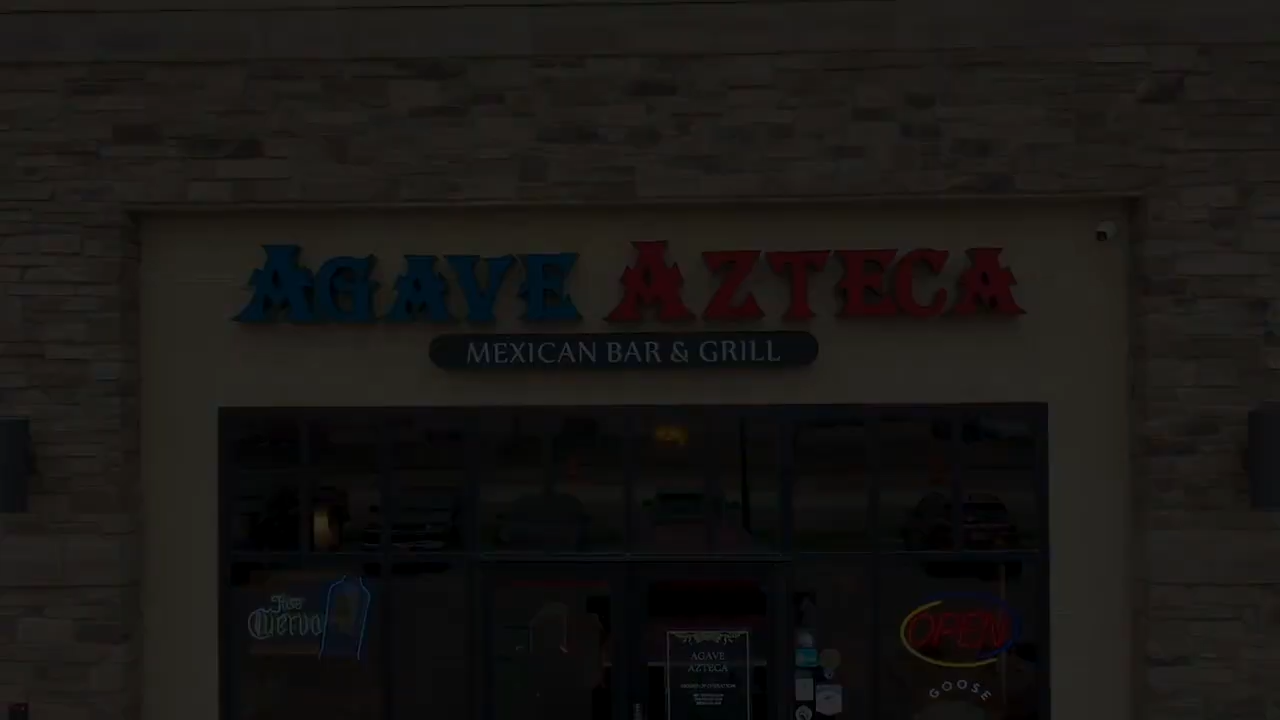 AGAVE AZTECA
MEXICAN BAR & GRILL
Jose
Cuervo
OPEN
AGAVE
AZTECA
GOOSE